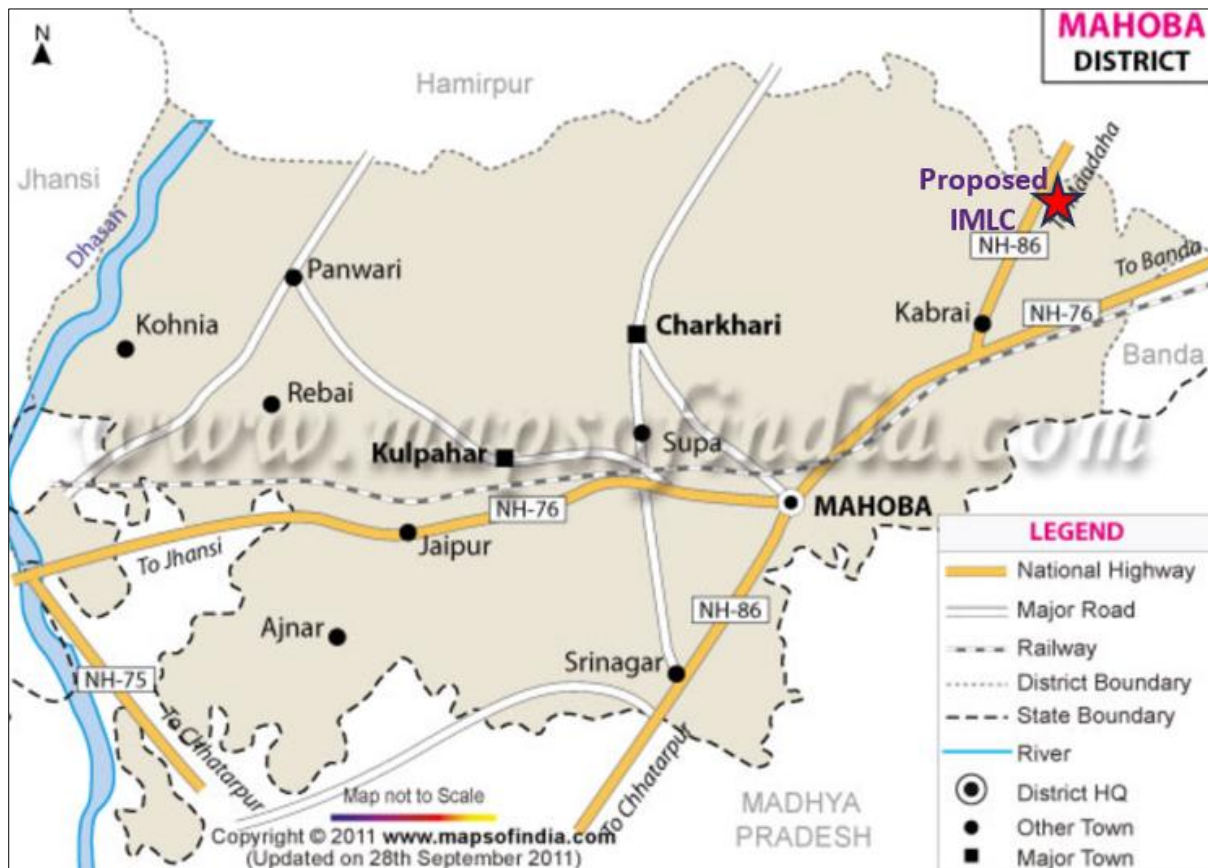 N
MAHOBA
DISTRICT
Hamirpur
Jhansi
Dhasan
Proposed
IMLC
NH-86
To Banda
Panwari
Kohnia
Charkhari
Kabrai
NH-76
Banda
Rebai
www.mapsofindia.com
Kulpahar
Supa
NH-76
MAHOBA
To Jhansi
Jaipur
NH-86
Ajnar
Srinagar
NH-75
To Chhatarpur
To Chhatarpur
MADHYA
PRADESH
Map not to Scale
Copyright © 2011 www.mapsofindia.com
(Updated on 28th September 2011)
LEGEND
National Highway
Major Road
Railway
District Boundary
State Boundary
River
District HQ
Other Town
Major Town